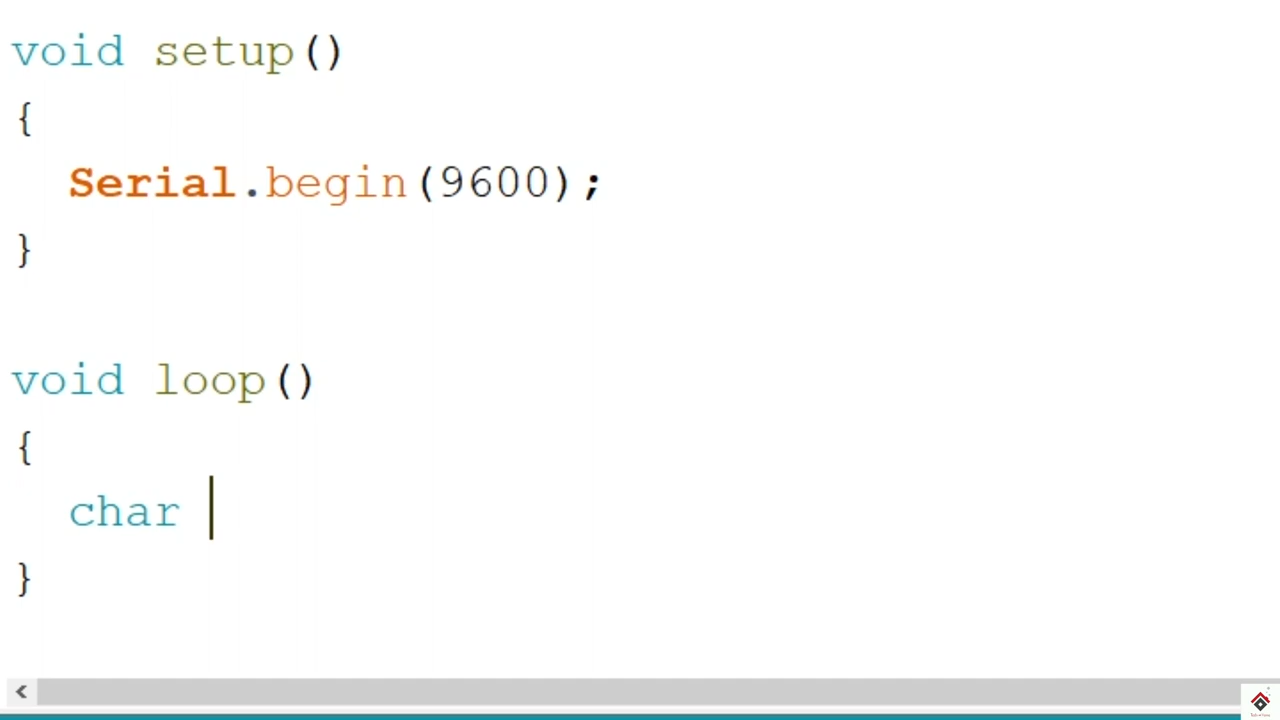 void setup()
{
  Serial.begin(9600);
}
void loop()
{
  char
}